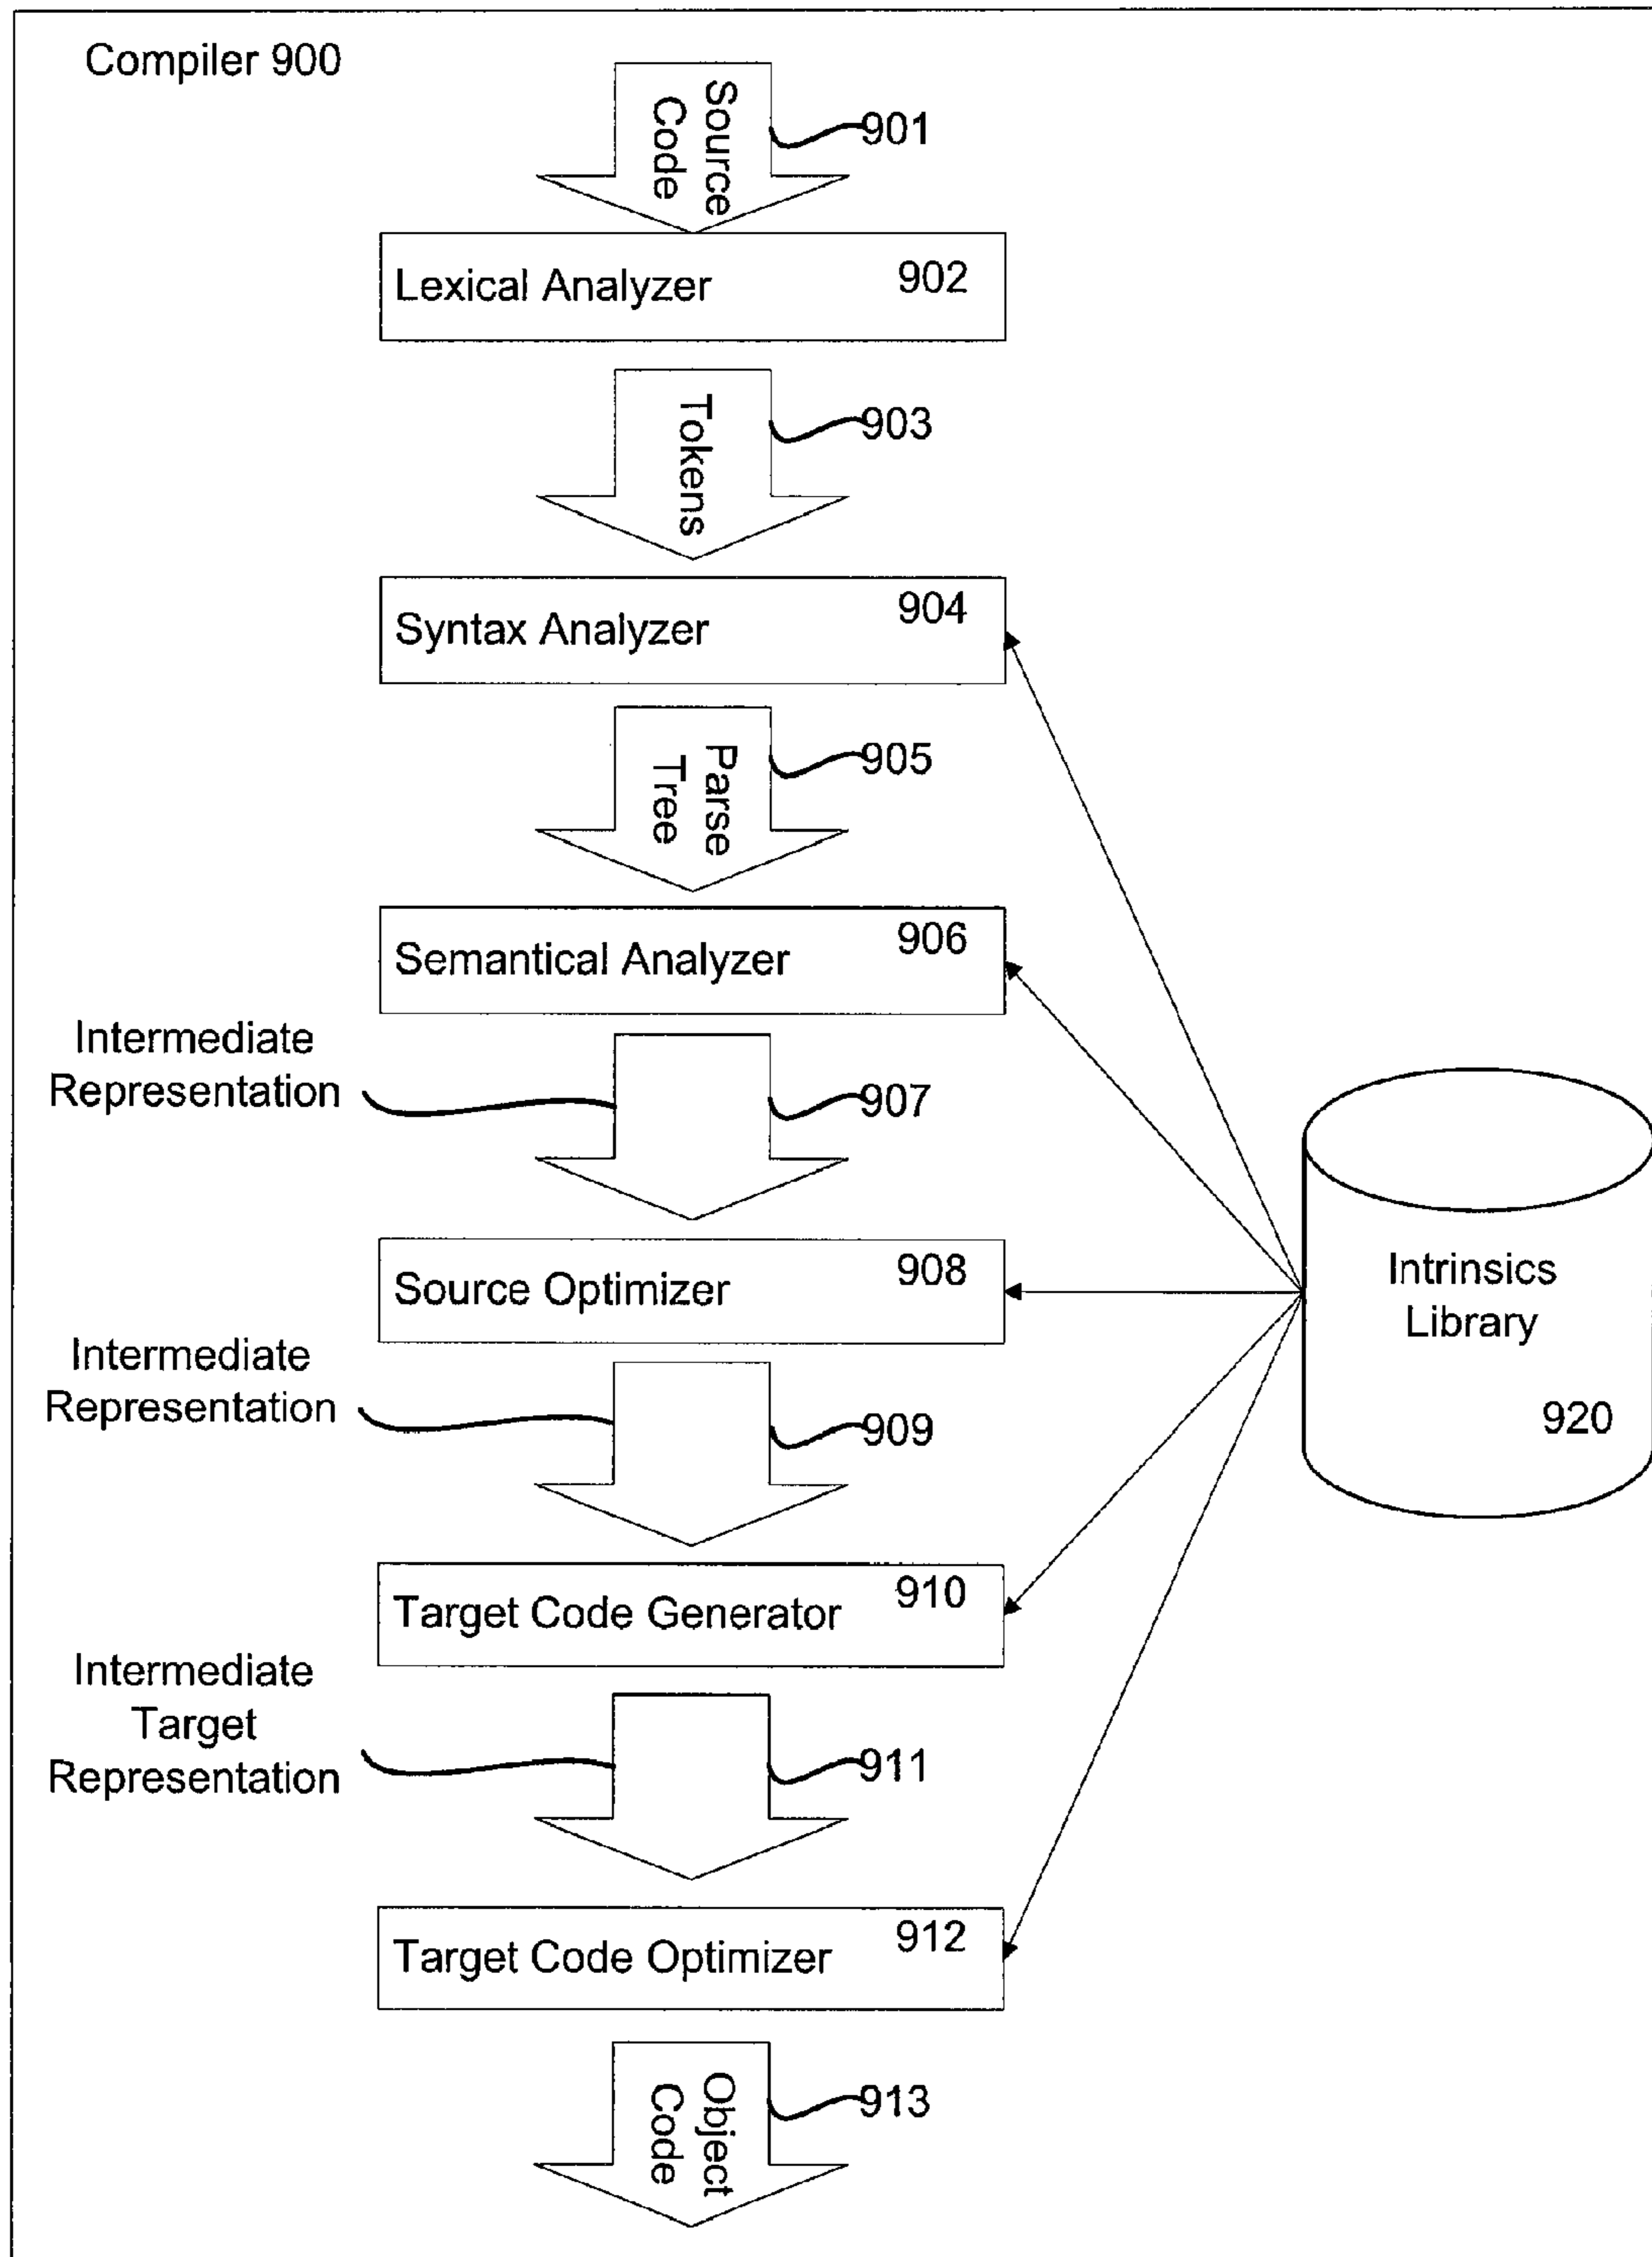 Compiler 900
Source
Code
901
Lexical Analyzer 902
Tokens
903
Syntax Analyzer 904
Parse
Tree
905
Semantical Analyzer 906
Intermediate
Representation
907
Source Optimizer 908
Intermediate
Representation
909
Intrinsics
Library
920
Target Code Generator 910
Intermediate
Target
Representation
911
Target Code Optimizer 912
Object
Code
913